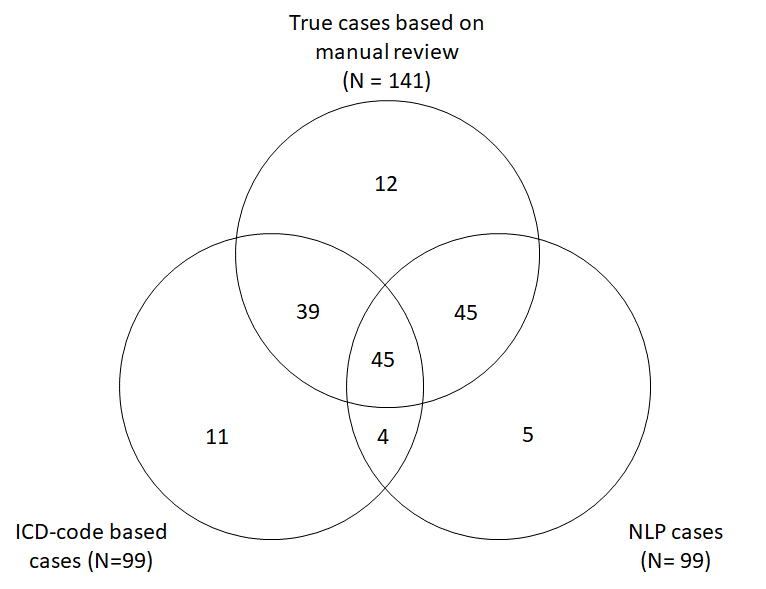 True cases based on
manual review
(N = 141)
12
39
45
45
11
4
5
ICD-code based
cases (N=99)
NLP cases
(N= 99)